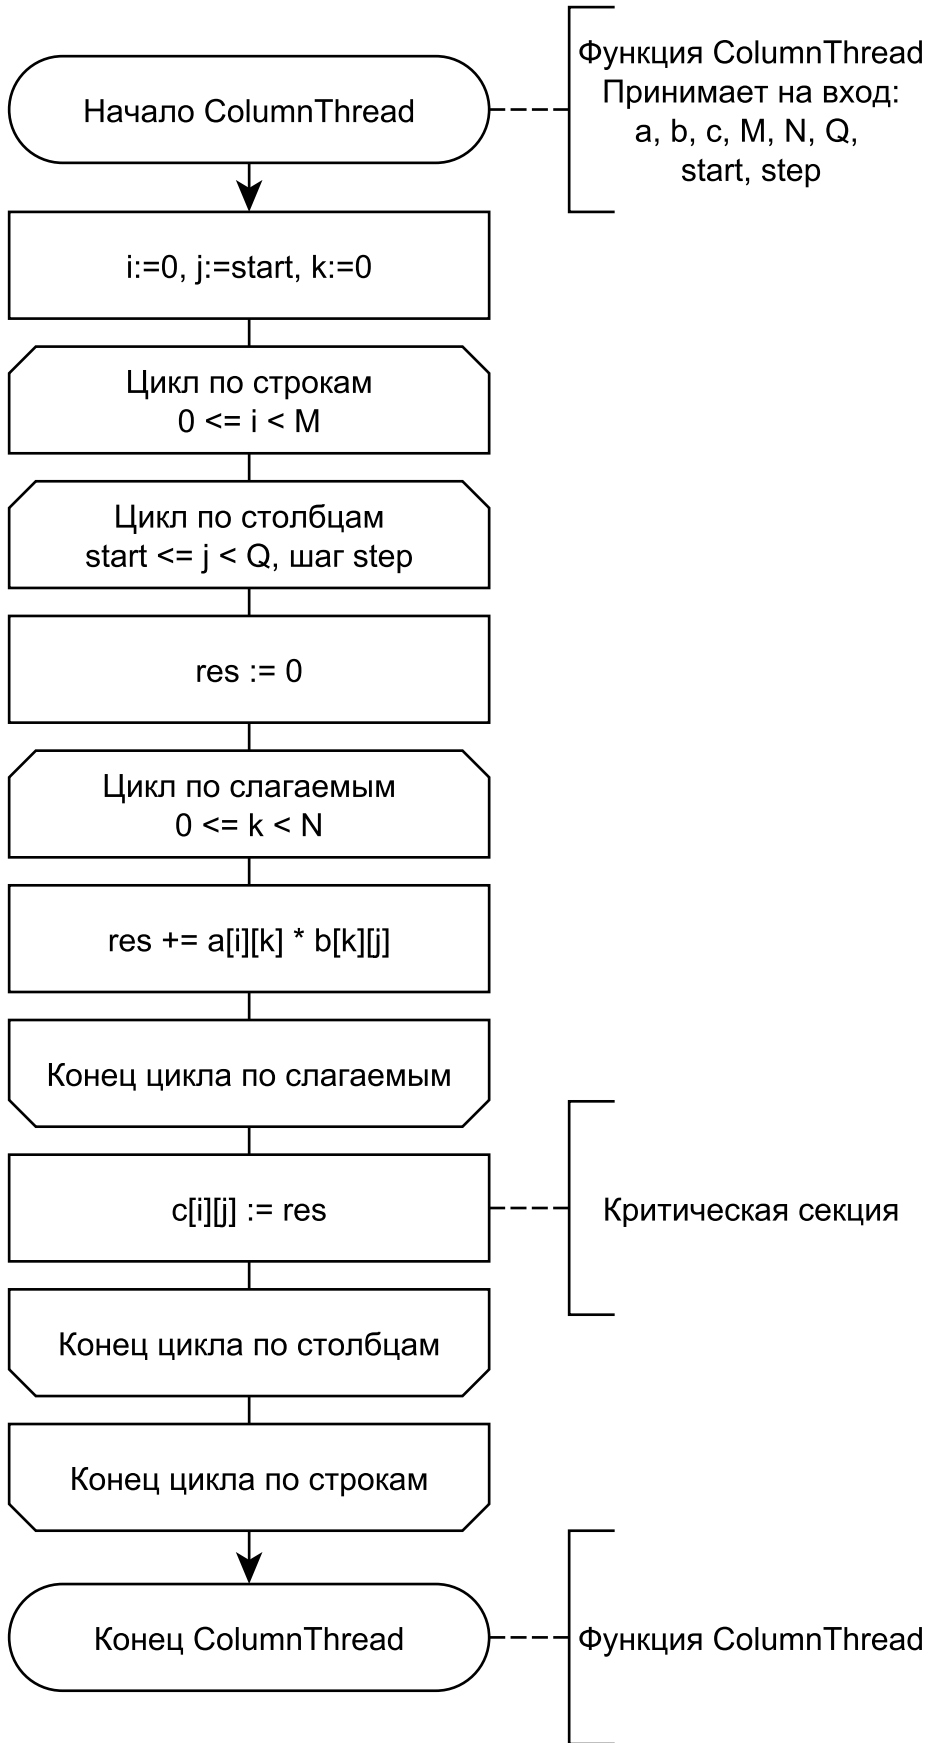 Начало ColumnThread
Функция ColumnThread
Принимает на вход:
a, b, c, M, N, Q,
start, step
i:=0, j:=start, k:=0
Цикл по строкам
0 <= i < M
Цикл по столбцам
start <= j < Q, шаг step
res := 0
Цикл по слагаемым
0 <= k < N
res += a[i][k] * b[k][j]
Конец цикла по слагаемым
c[i][j] := res
Критическая секция
Конец цикла по столбцам
Конец цикла по строкам
Конец ColumnThread
Функция ColumnThread